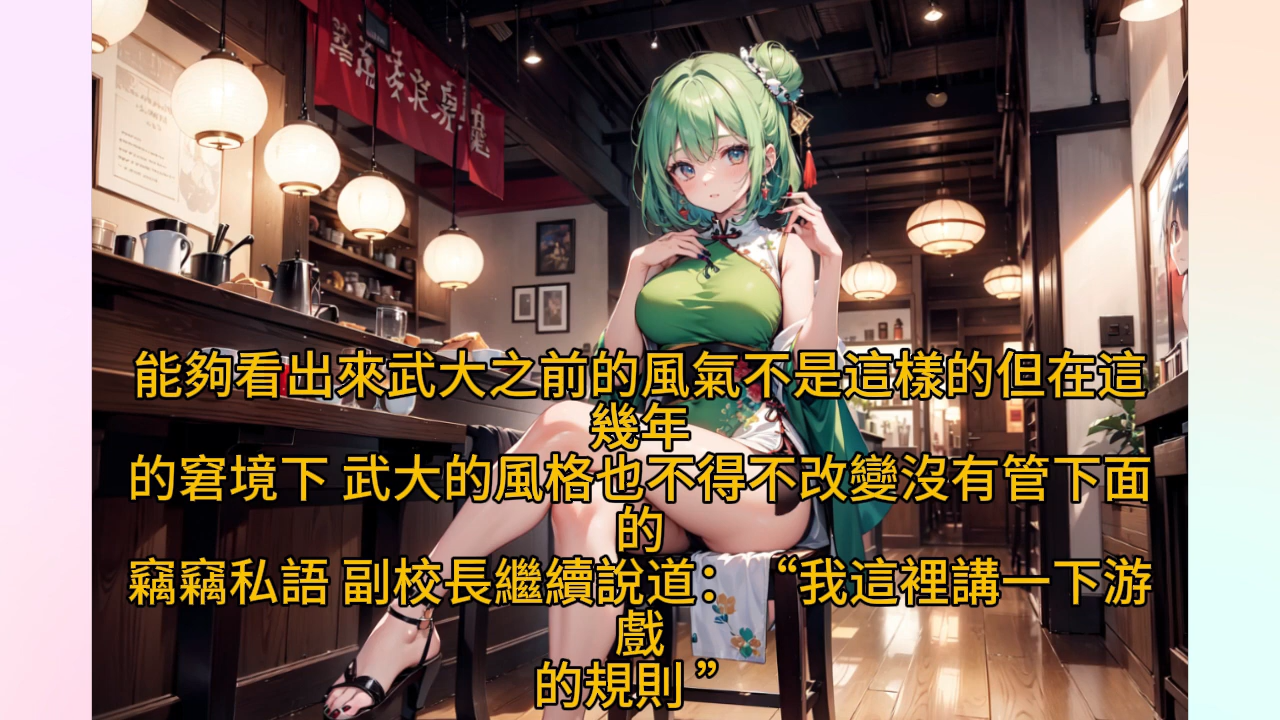 能夠看出來武大之前的風氣不是這樣的但在這
幾年
的窘境下 武大的風格也不得不改變沒有管下面
的
竊竊私語 副校長繼續說道：“我這裡講一下游
戲
的規則 ”